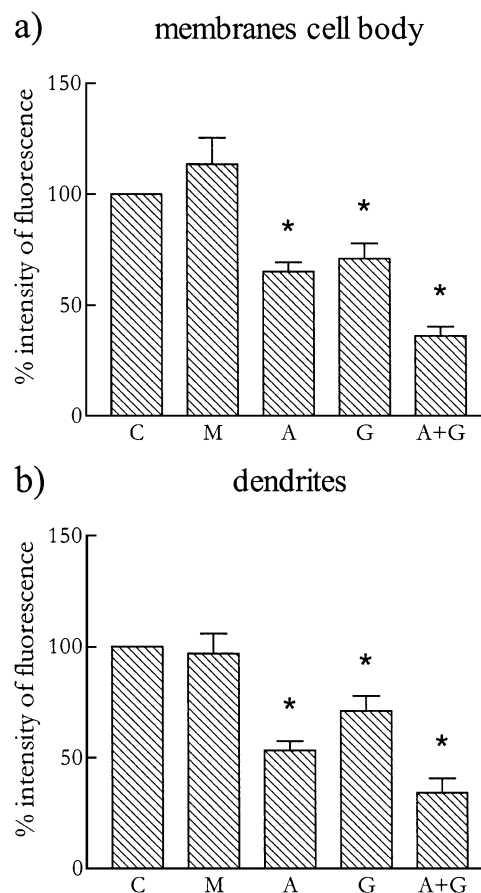 a) membranes cell body
% intensity of fluorescence
150
100
50
0
*
*
*
C M A G A+G
b) dendrites
% intensity of fluorescence
150
100
50
0
*
*
*
C M A G A+G